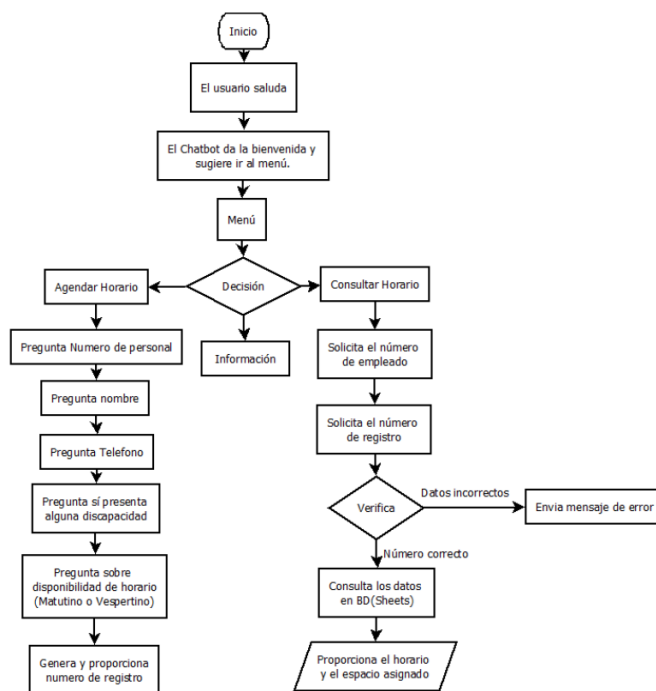 Inicio
El usuario saluda
El Chatbot da la bienvenida y
sugiere ir al menú.
Menú
Decisión
Agendar Horario
Consultar Horario
Información
Pregunta Numero de personal
Pregunta nombre
Pregunta Telefono
Pregunta sí presenta
alguna discapacidad
Pregunta sobre
disponibilidad de horario
(Matutino o Vespertino)
Genera y proporciona
numero de registro
Solicita el número
de empleado
Solicita el número
de registro
Verifica
Datos incorrectos
Envia mensaje de error
Número correcto
Consulta los datos
en BD(Sheets)
Proporciona el horario
y el espacio asignado